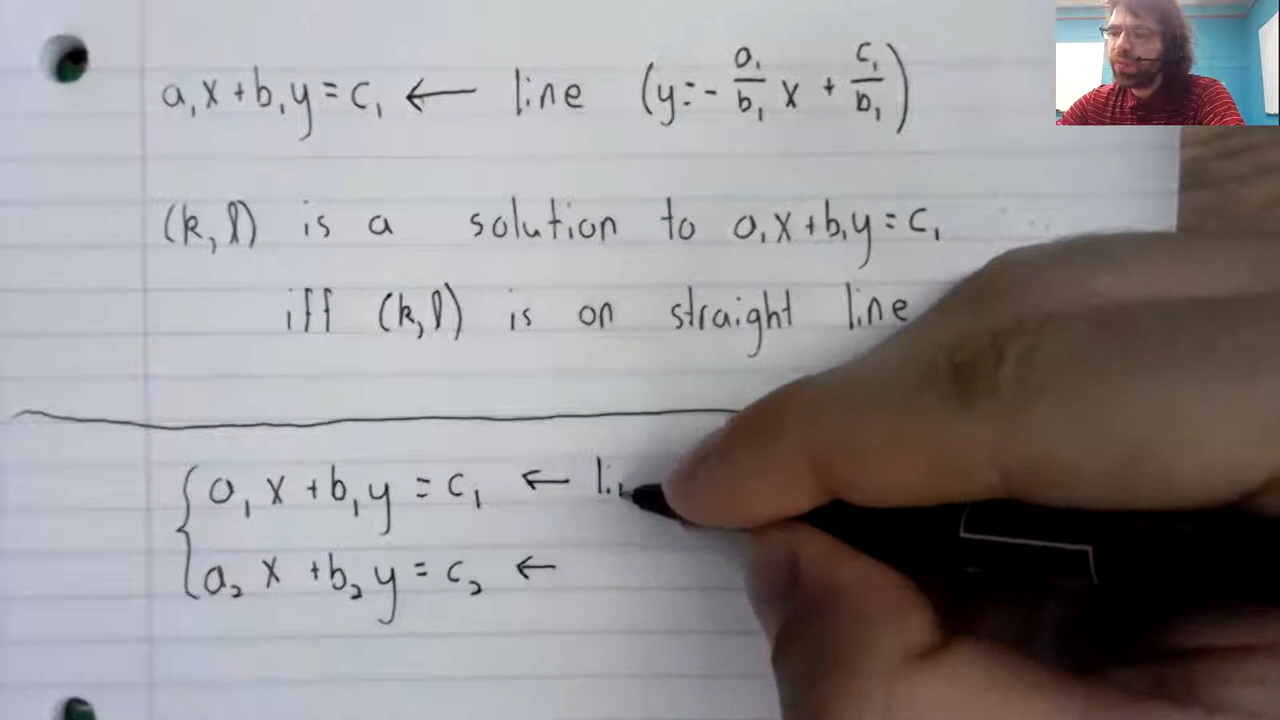 a₁x + b₁y = c₁ ← line (y = - a₁/b₁ x + c₁/b₁)
(k, l) is a solution to a₁x + b₁y = c₁
iff (k, l) is on straight line
{ a₁x + b₁y = c₁ ← li
a₂x + b₂y = c₂ ←